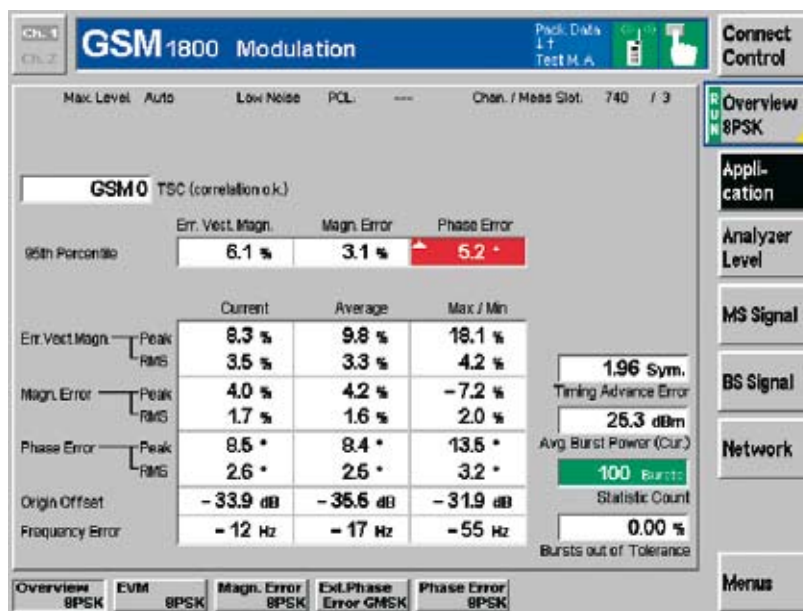 Ch. 1
Ch. 2
GSM 1800 Modulation
Pack. Data
Test M. A.
Connect Control
Max. Level Auto Low Noise PCL: --- Chan. / Meas Slot: 740 / 3
RUN
Overview 8PSK
GSM 0 TSC (correlation o.k.)
Appli-
cation
Err. Vect. Magn. Magn. Error Phase Error
95th Percentile 6.1 % 3.1 % 5.2 °
Analyzer Level
Current Average Max / Min
MS Signal
Err. Vect Magn. Peak 8.3 % 9.8 % 18.1 %
RMS 3.5 % 3.3 % 4.2 %
1.96 Sym.
Timing Advance Error
BS Signal
Magn. Error Peak 4.0 % 4.2 % -7.2 %
RMS 1.7 % 1.6 % 2.0 %
25.3 dBm
Avg. Burst Power (Cur.)
Network
Phase Error Peak 8.5 ° 8.4 ° 13.5 °
RMS 2.6 ° 2.6 ° 3.2 °
100 Bursts
Statistic Count
Origin Offset -33.9 dB -35.6 dB -31.9 dB
Frequency Error -12 Hz -17 Hz -55 Hz
0.00 %
Bursts out of Tolerance
Menus
Overview 8PSK
EVM 8PSK
Magn. Error 8PSK
Ext.Phase Error GMSK
Phase Error 8PSK